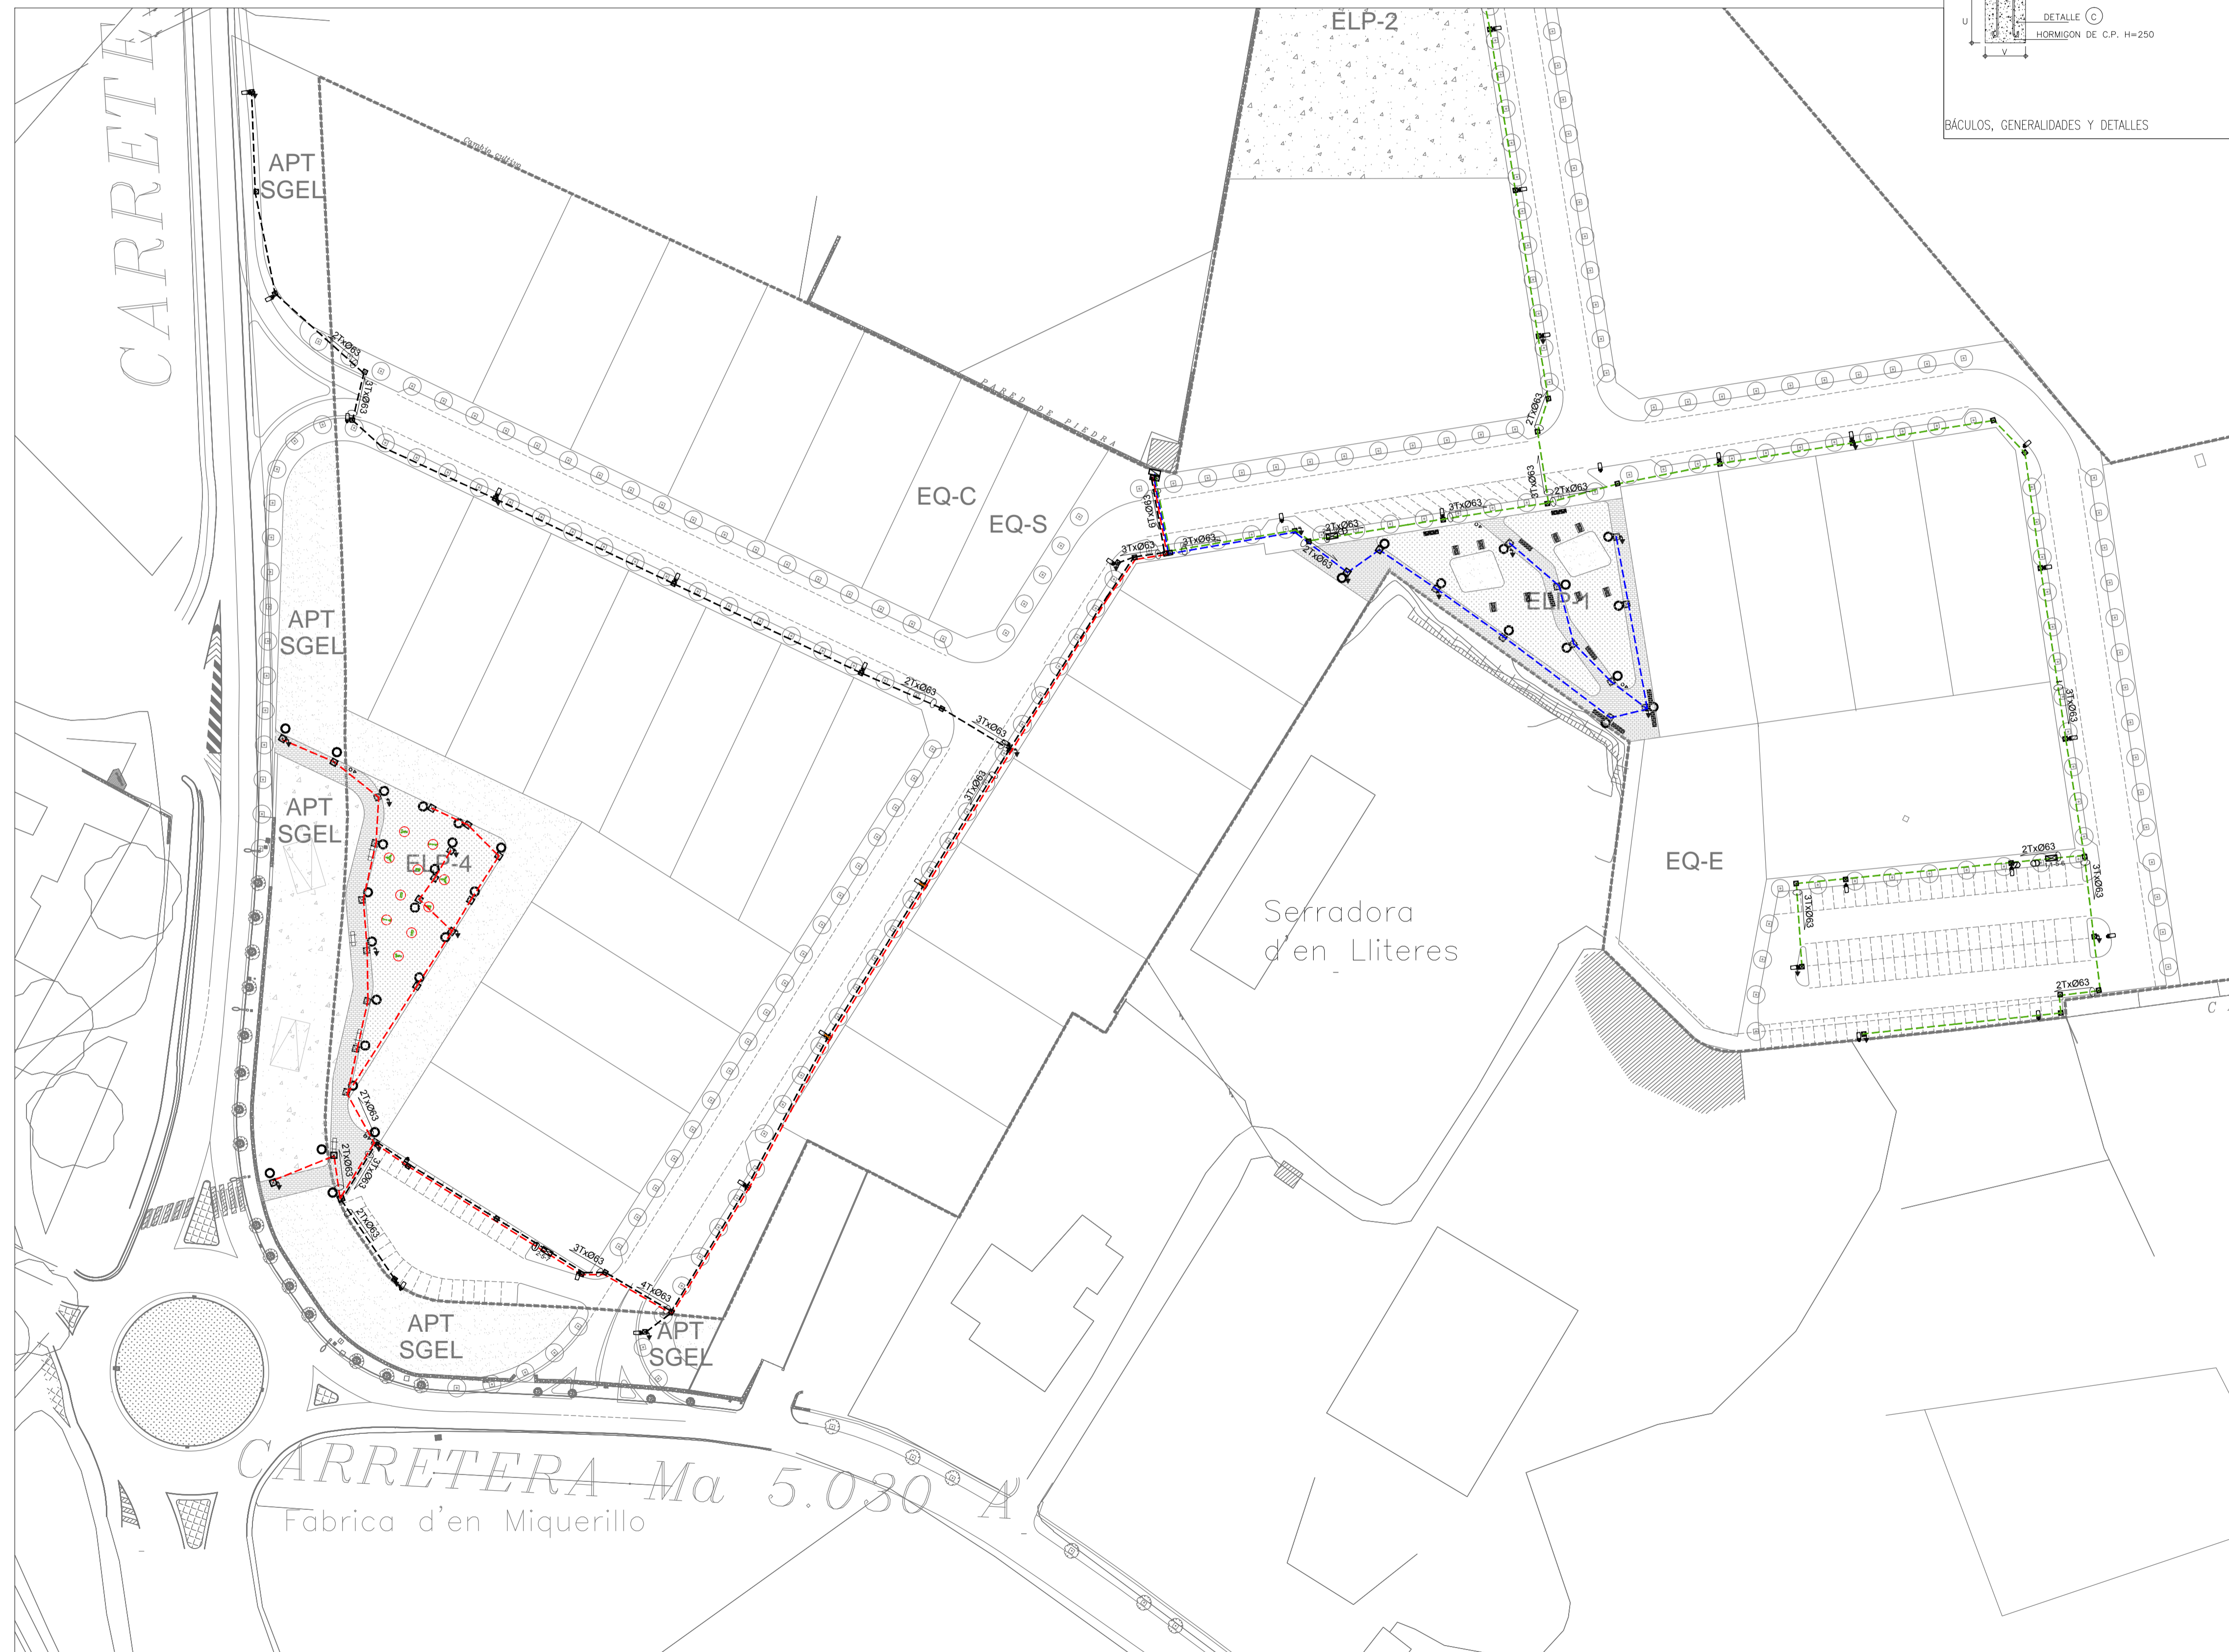 ELP-2
U
DETALLE C
HORMIGON DE C.P. H=250
V
BÁCULOS, GENERALIDADES Y DETALLES
APT
SGEL
Cambio cultivo
2TxØ63
3TxØ63
PARED DE PIEDRA
EQ-C
EQ-S
6TxØ63
3TxØ63
3TxØ63
2TxØ63
2TxØ63
3TxØ63
2TxØ63
3TxØ63
2TxØ63
ELP-1
APT
SGEL
2TxØ63
3TxØ63
3TxØ63
3TxØ63
APT
SGEL
ELP-4
EQ-E
2TxØ63
3TxØ63
3TxØ63
2TxØ63
Serradora
d'en Lliteres
2TxØ63
2TxØ63
3TxØ63
2TxØ63
3TxØ63
4TxØ63
APT
SGEL
APT
SGEL
CARRETERA Ma 5.030 A
Fabrica d'en Miquerillo